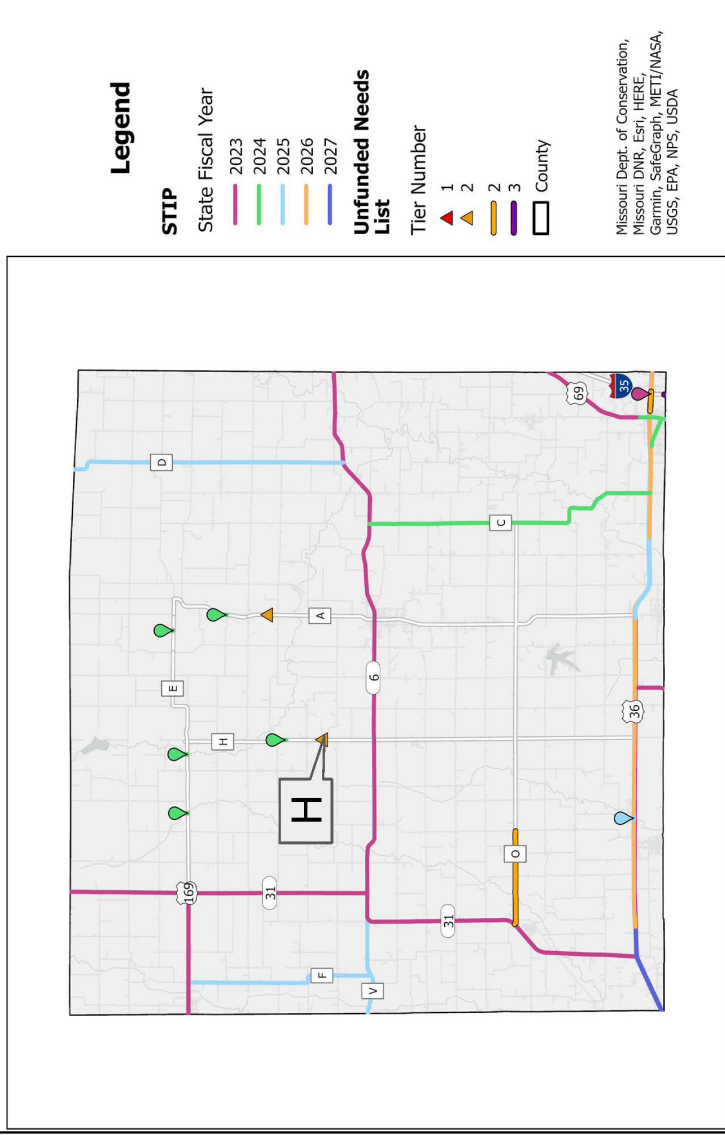 Legend
STIP
State Fiscal Year
2023
2024
2025
2026
2027
Unfunded Needs
List
Tier Number
1
2
2
3
County
Missouri Dept. of Conservation,
Missouri DNR, Esri, HERE,
Garmin, SafeGraph, METI/NASA,
USGS, EPA, NPS, USDA
D
E
A
H
H
169
31
6
F
V
31
O
C
69
35
36